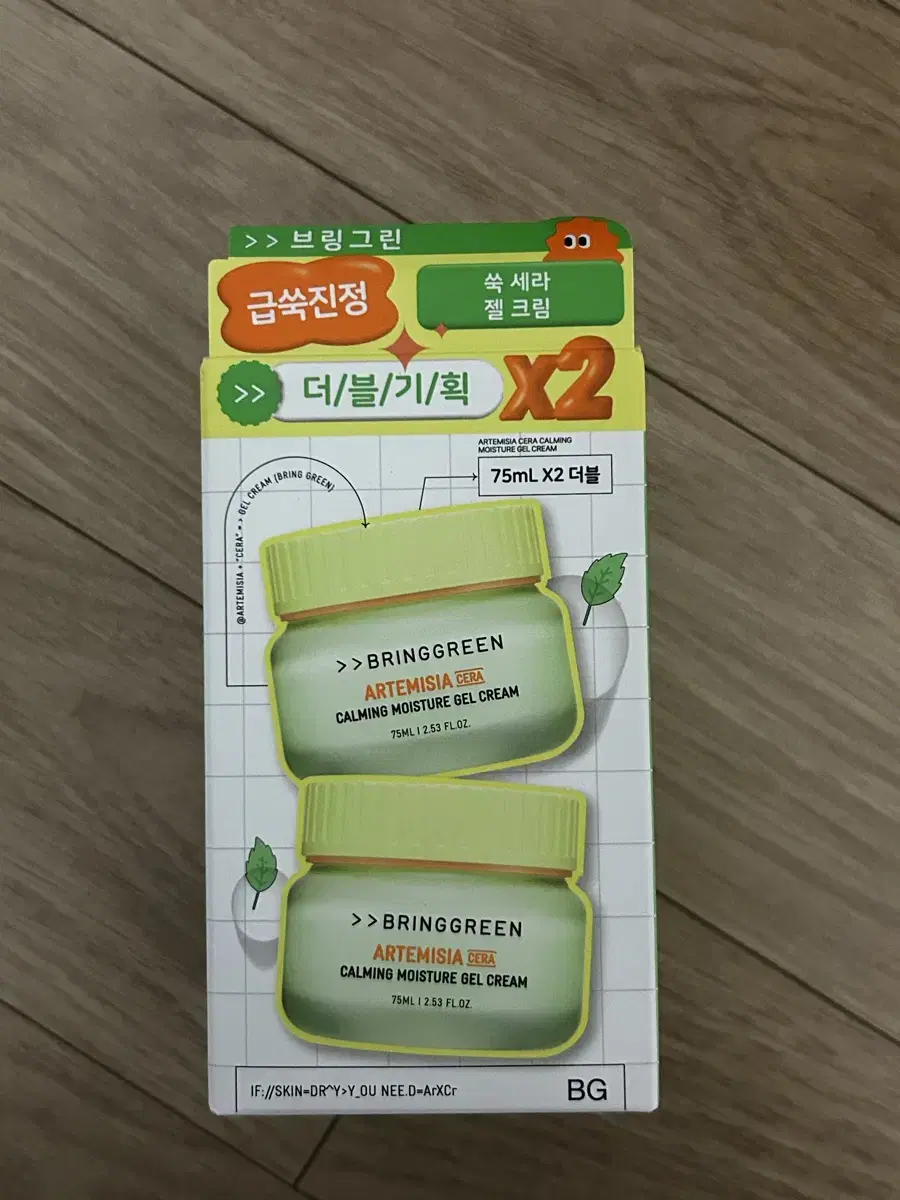 >> 브링그린
급쑥진정
쑥 세라
젤 크림
>> 더/블/기/획 X2
ARTEMISIA CERA CALMING
MOISTURE GEL CREAM
75mL X2 더블
@ARTEMISIA + "CERA" = > GEL CREAM (BRING GREEN)
>>BRINGGREEN
ARTEMISIA CERA
CALMING MOISTURE GEL CREAM
75ML I 2.53 FL.OZ.
>>BRINGGREEN
ARTEMISIA CERA
CALMING MOISTURE GEL CREAM
75ML I 2.53 FL.OZ.
IF://SKIN=DR^Y>Y_OU NEE.D=ArXCr
BG